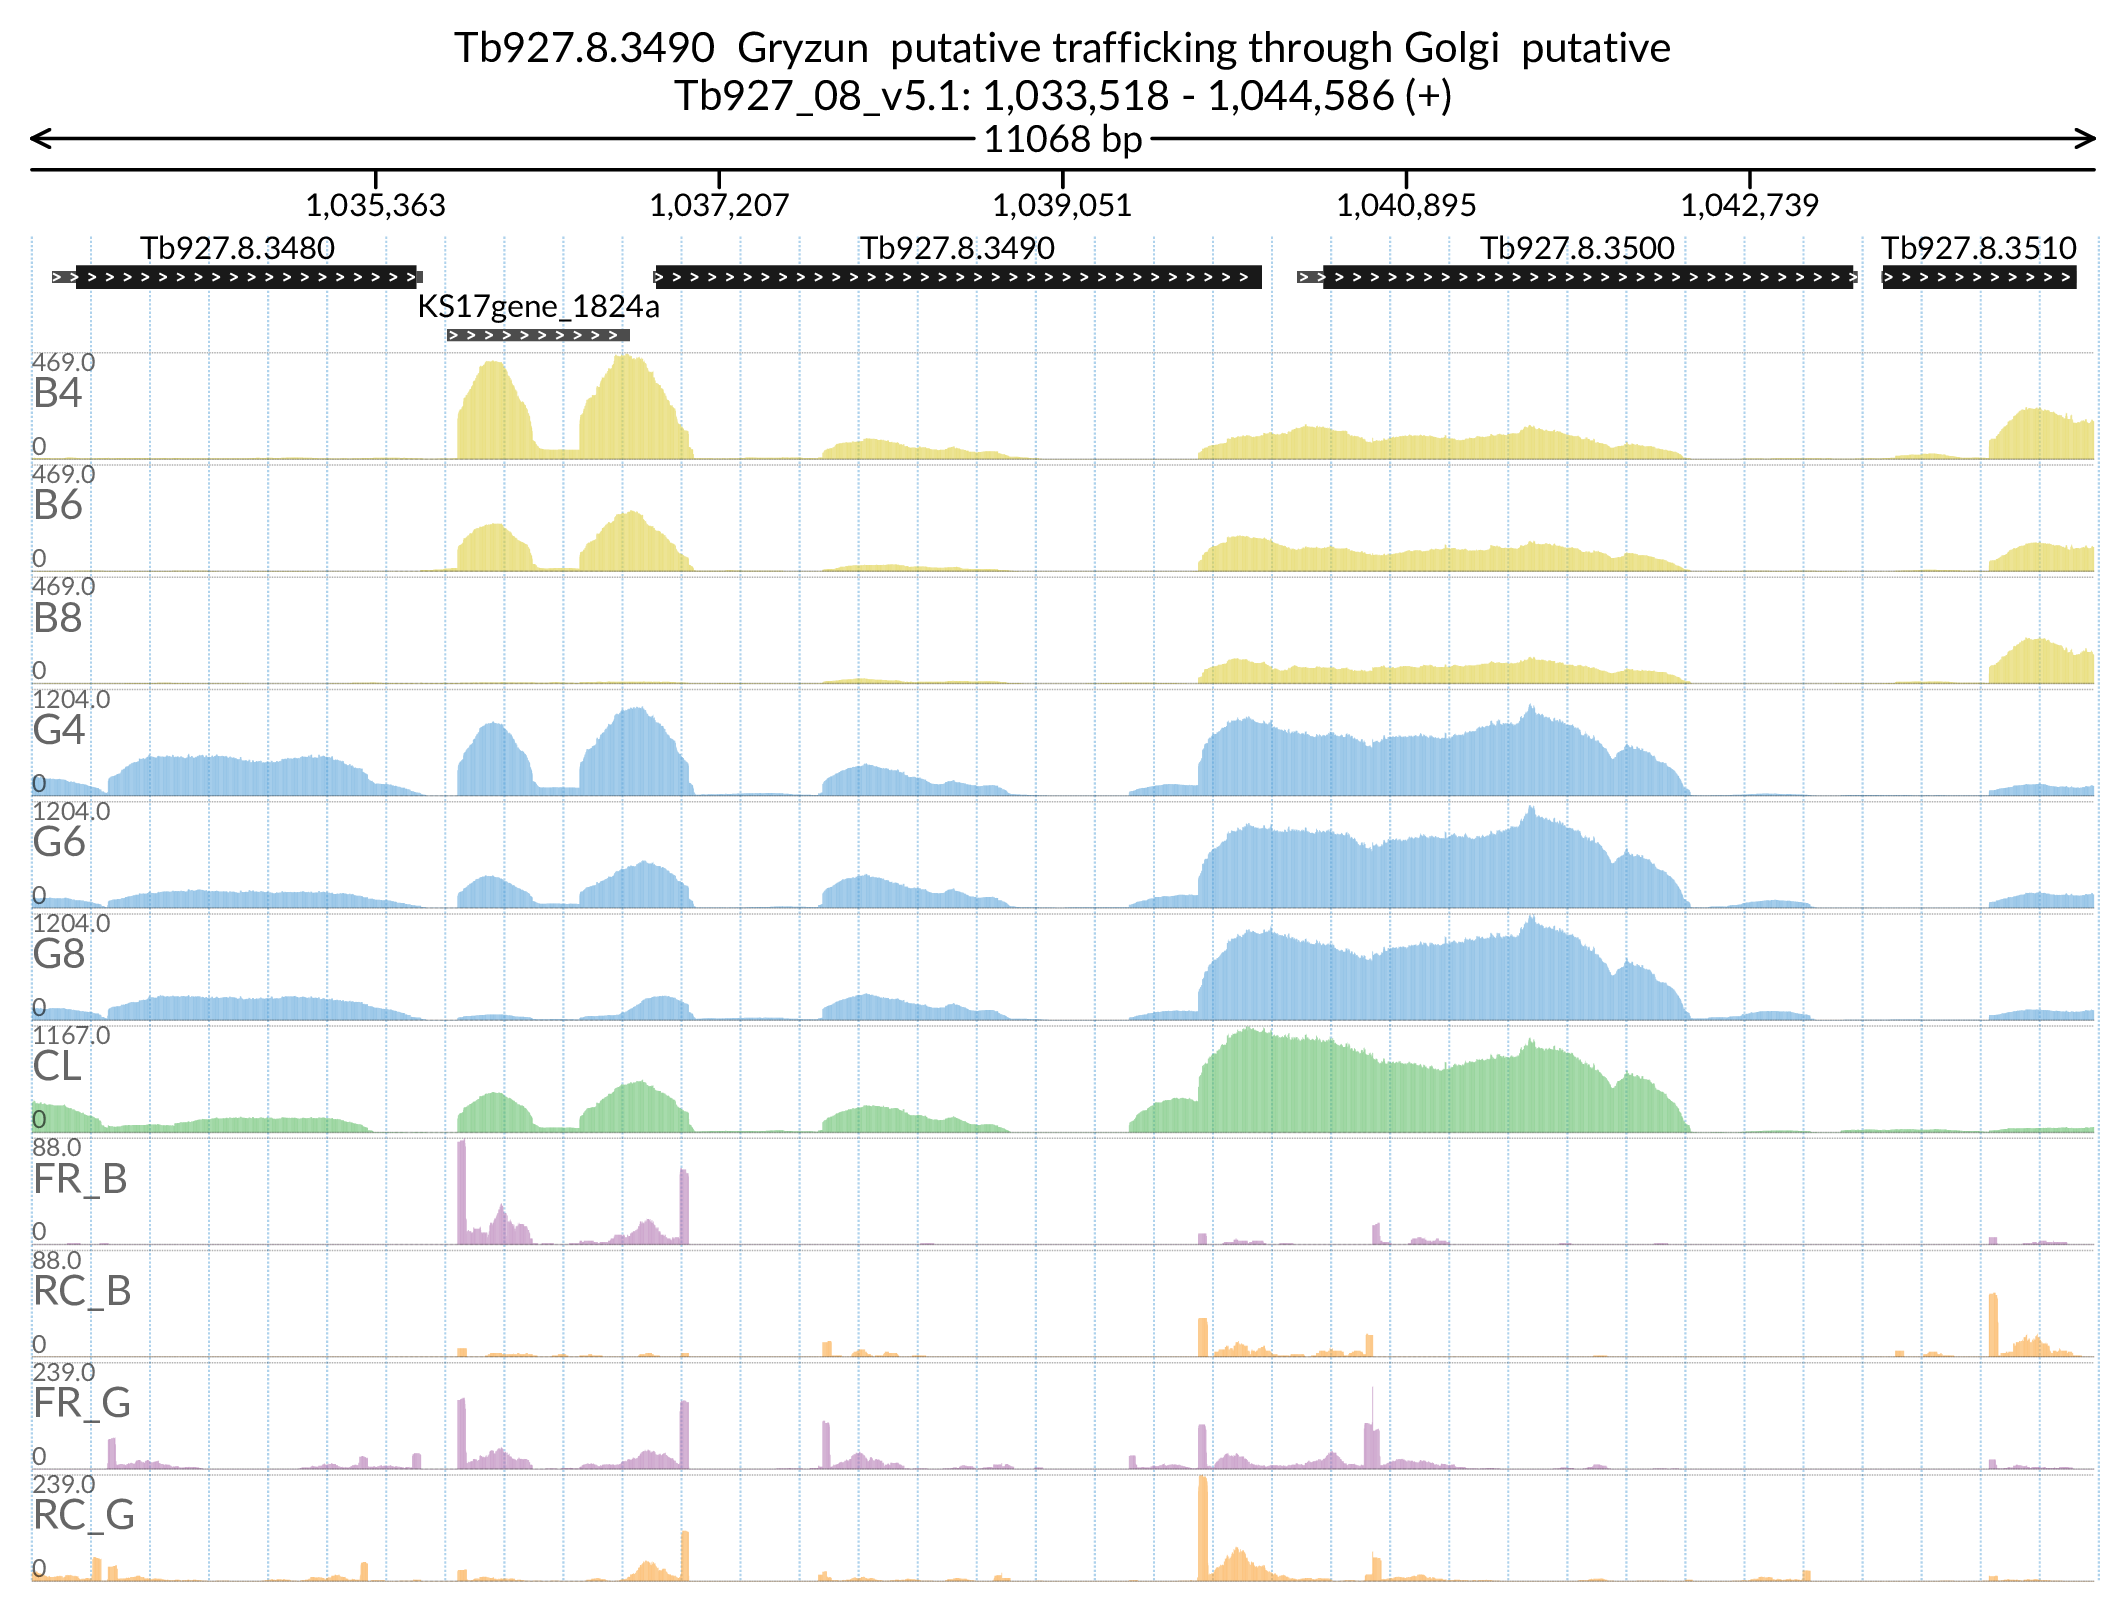 Tb927.8.3490  Gryzun  putative trafficking through Golgi  putative
Tb927_08_v5.1: 1,033,518 - 1,044,586 (+)
11068 bp
1,035,363 1,037,207 1,039,051 1,040,895 1,042,739
Tb927.8.3480 Tb927.8.3490 Tb927.8.3500 Tb927.8.3510
KS17gene_1824a
469.0
B4
0
469.0
B6
0
469.0
B8
0
1204.0
G4
0
1204.0
G6
0
1204.0
G8
0
1167.0
CL
0
88.0
FR_B
0
88.0
RC_B
0
239.0
FR_G
0
239.0
RC_G
0